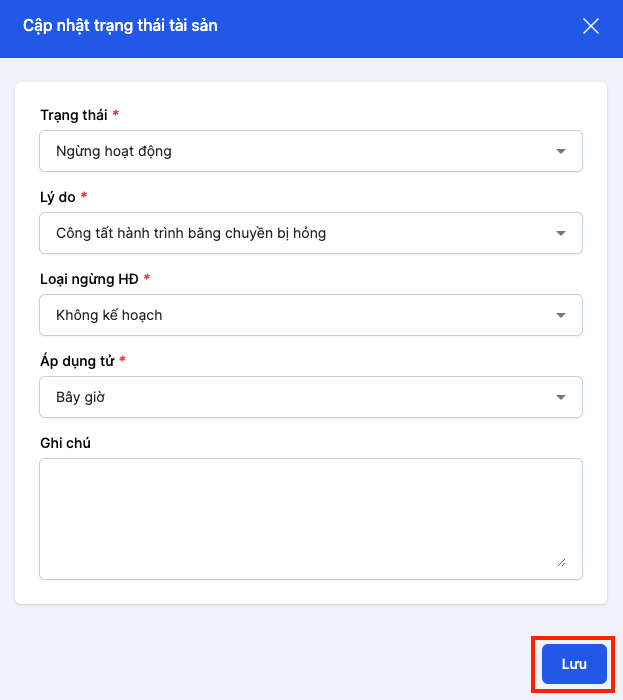 Cập nhật trạng thái tài sản
Trạng thái *
Ngừng hoạt động
Lý do *
Công tất hành trình băng chuyền bị hỏng
Loại ngừng HĐ *
Không kế hoạch
Áp dụng tử *
Bây giờ
Ghi chú
Lưu